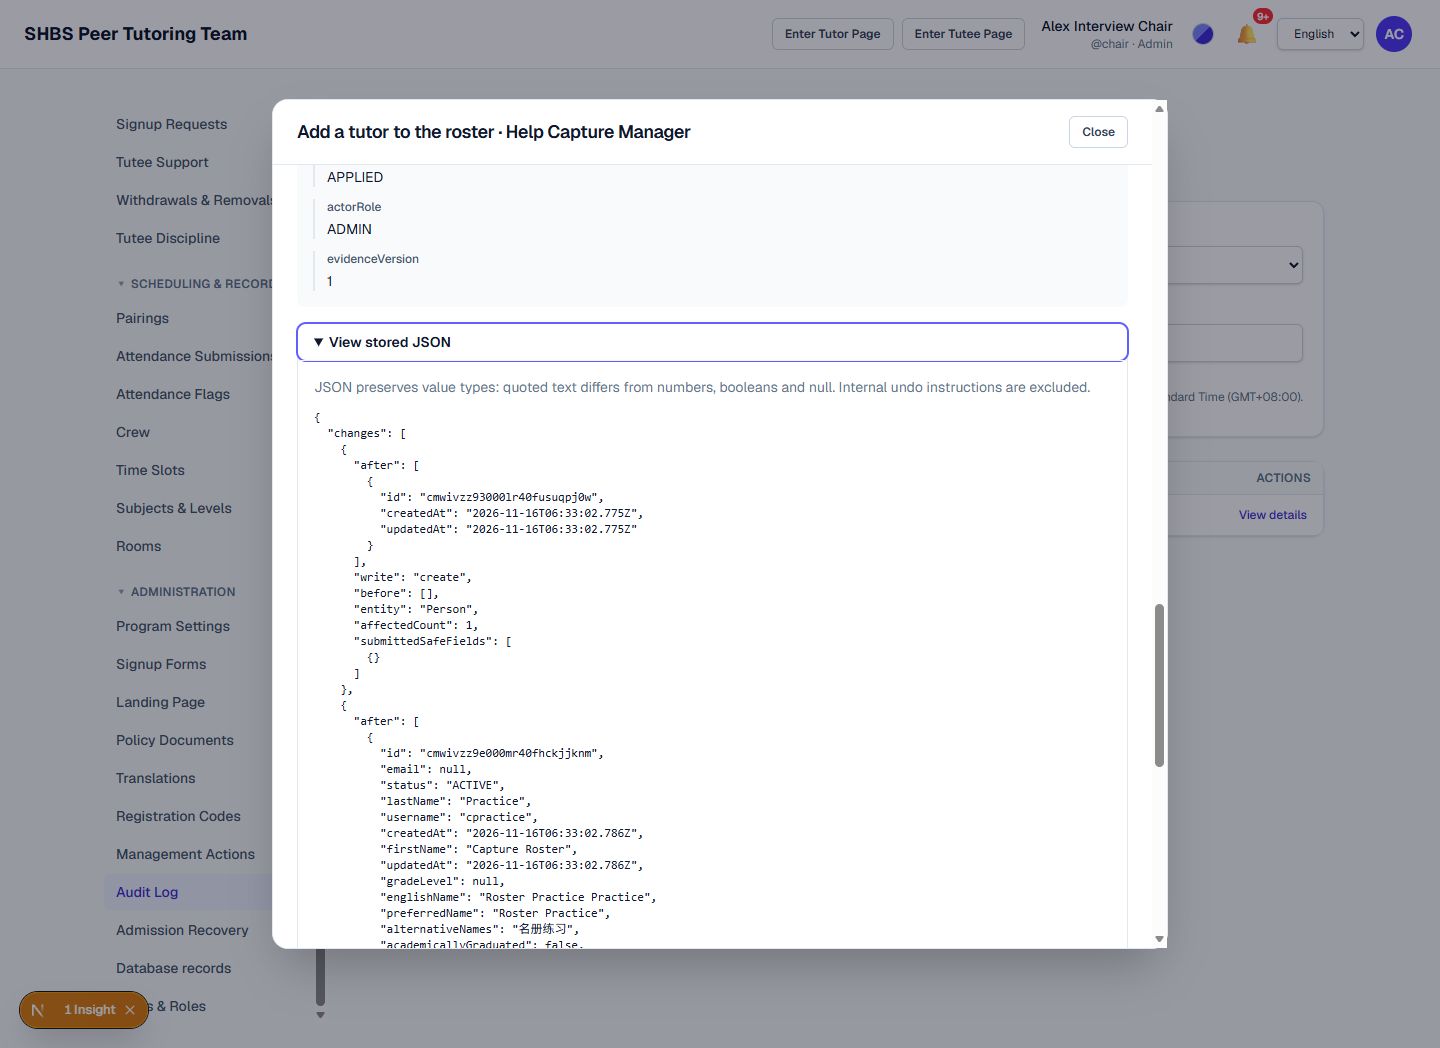 SHBS Peer Tutoring Team
Enter Tutor Page
Enter Tutee Page
Alex Interview Chair
@chair · Admin
9+
English
AC
Signup Requests
Tutee Support
Withdrawals & Removals
Tutee Discipline
SCHEDULING & RECORD
Pairings
Attendance Submissions
Attendance Flags
Crew
Time Slots
Subjects & Levels
Rooms
ADMINISTRATION
Program Settings
Signup Forms
Landing Page
Policy Documents
Translations
Registration Codes
Management Actions
Audit Log
Admission Recovery
Database records
s & Roles
1 Insight
Add a tutor to the roster · Help Capture Manager
Close
APPLIED
actorRole
ADMIN
evidenceVersion
1
▼ View stored JSON
JSON preserves value types: quoted text differs from numbers, booleans and null. Internal undo instructions are excluded.
{
"changes": [
{
"after": [
{
"id": "cmwivzz93000lr40fusuqpj0w",
"createdAt": "2026-11-16T06:33:02.775Z",
"updatedAt": "2026-11-16T06:33:02.775Z"
}
],
"write": "create",
"before": [],
"entity": "Person",
"affectedCount": 1,
"submittedSafeFields": [
{}
]
},
{
"after": [
{
"id": "cmwivzz9e000mr40fhckjjknm",
"email": null,
"status": "ACTIVE",
"lastName": "Practice",
"username": "cpractice",
"createdAt": "2026-11-16T06:33:02.786Z",
"firstName": "Capture Roster",
"updatedAt": "2026-11-16T06:33:02.786Z",
"gradeLevel": null,
"englishName": "Roster Practice Practice",
"preferredName": "Roster Practice",
"alternativeNames": "名册练习",
"academicallyGraduated": false,
ndard Time (GMT+08:00).
ACTIONS
View details